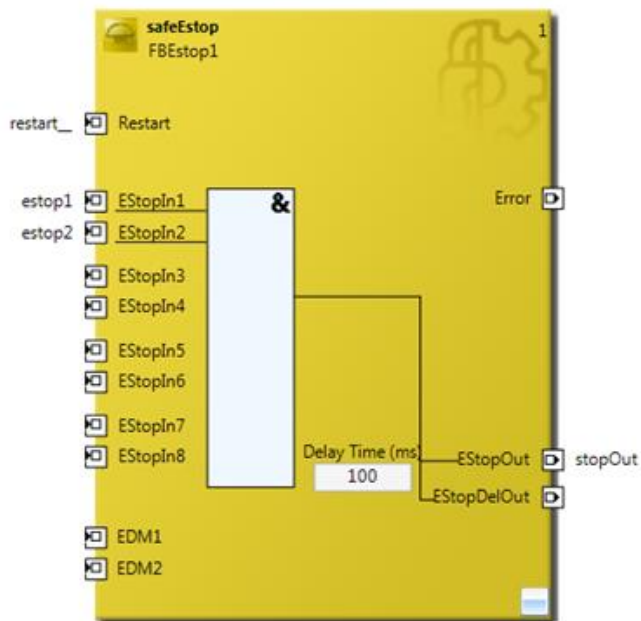 safeEstop 1
FBEstop1
restart__ Restart
estop1 EStopIn1 & Error
estop2 EStopIn2
EStopIn3
EStopIn4
EStopIn5
EStopIn6
EStopIn7
EStopIn8 Delay Time (ms) EStopOut stopOut
100 EStopDelOut
EDM1
EDM2